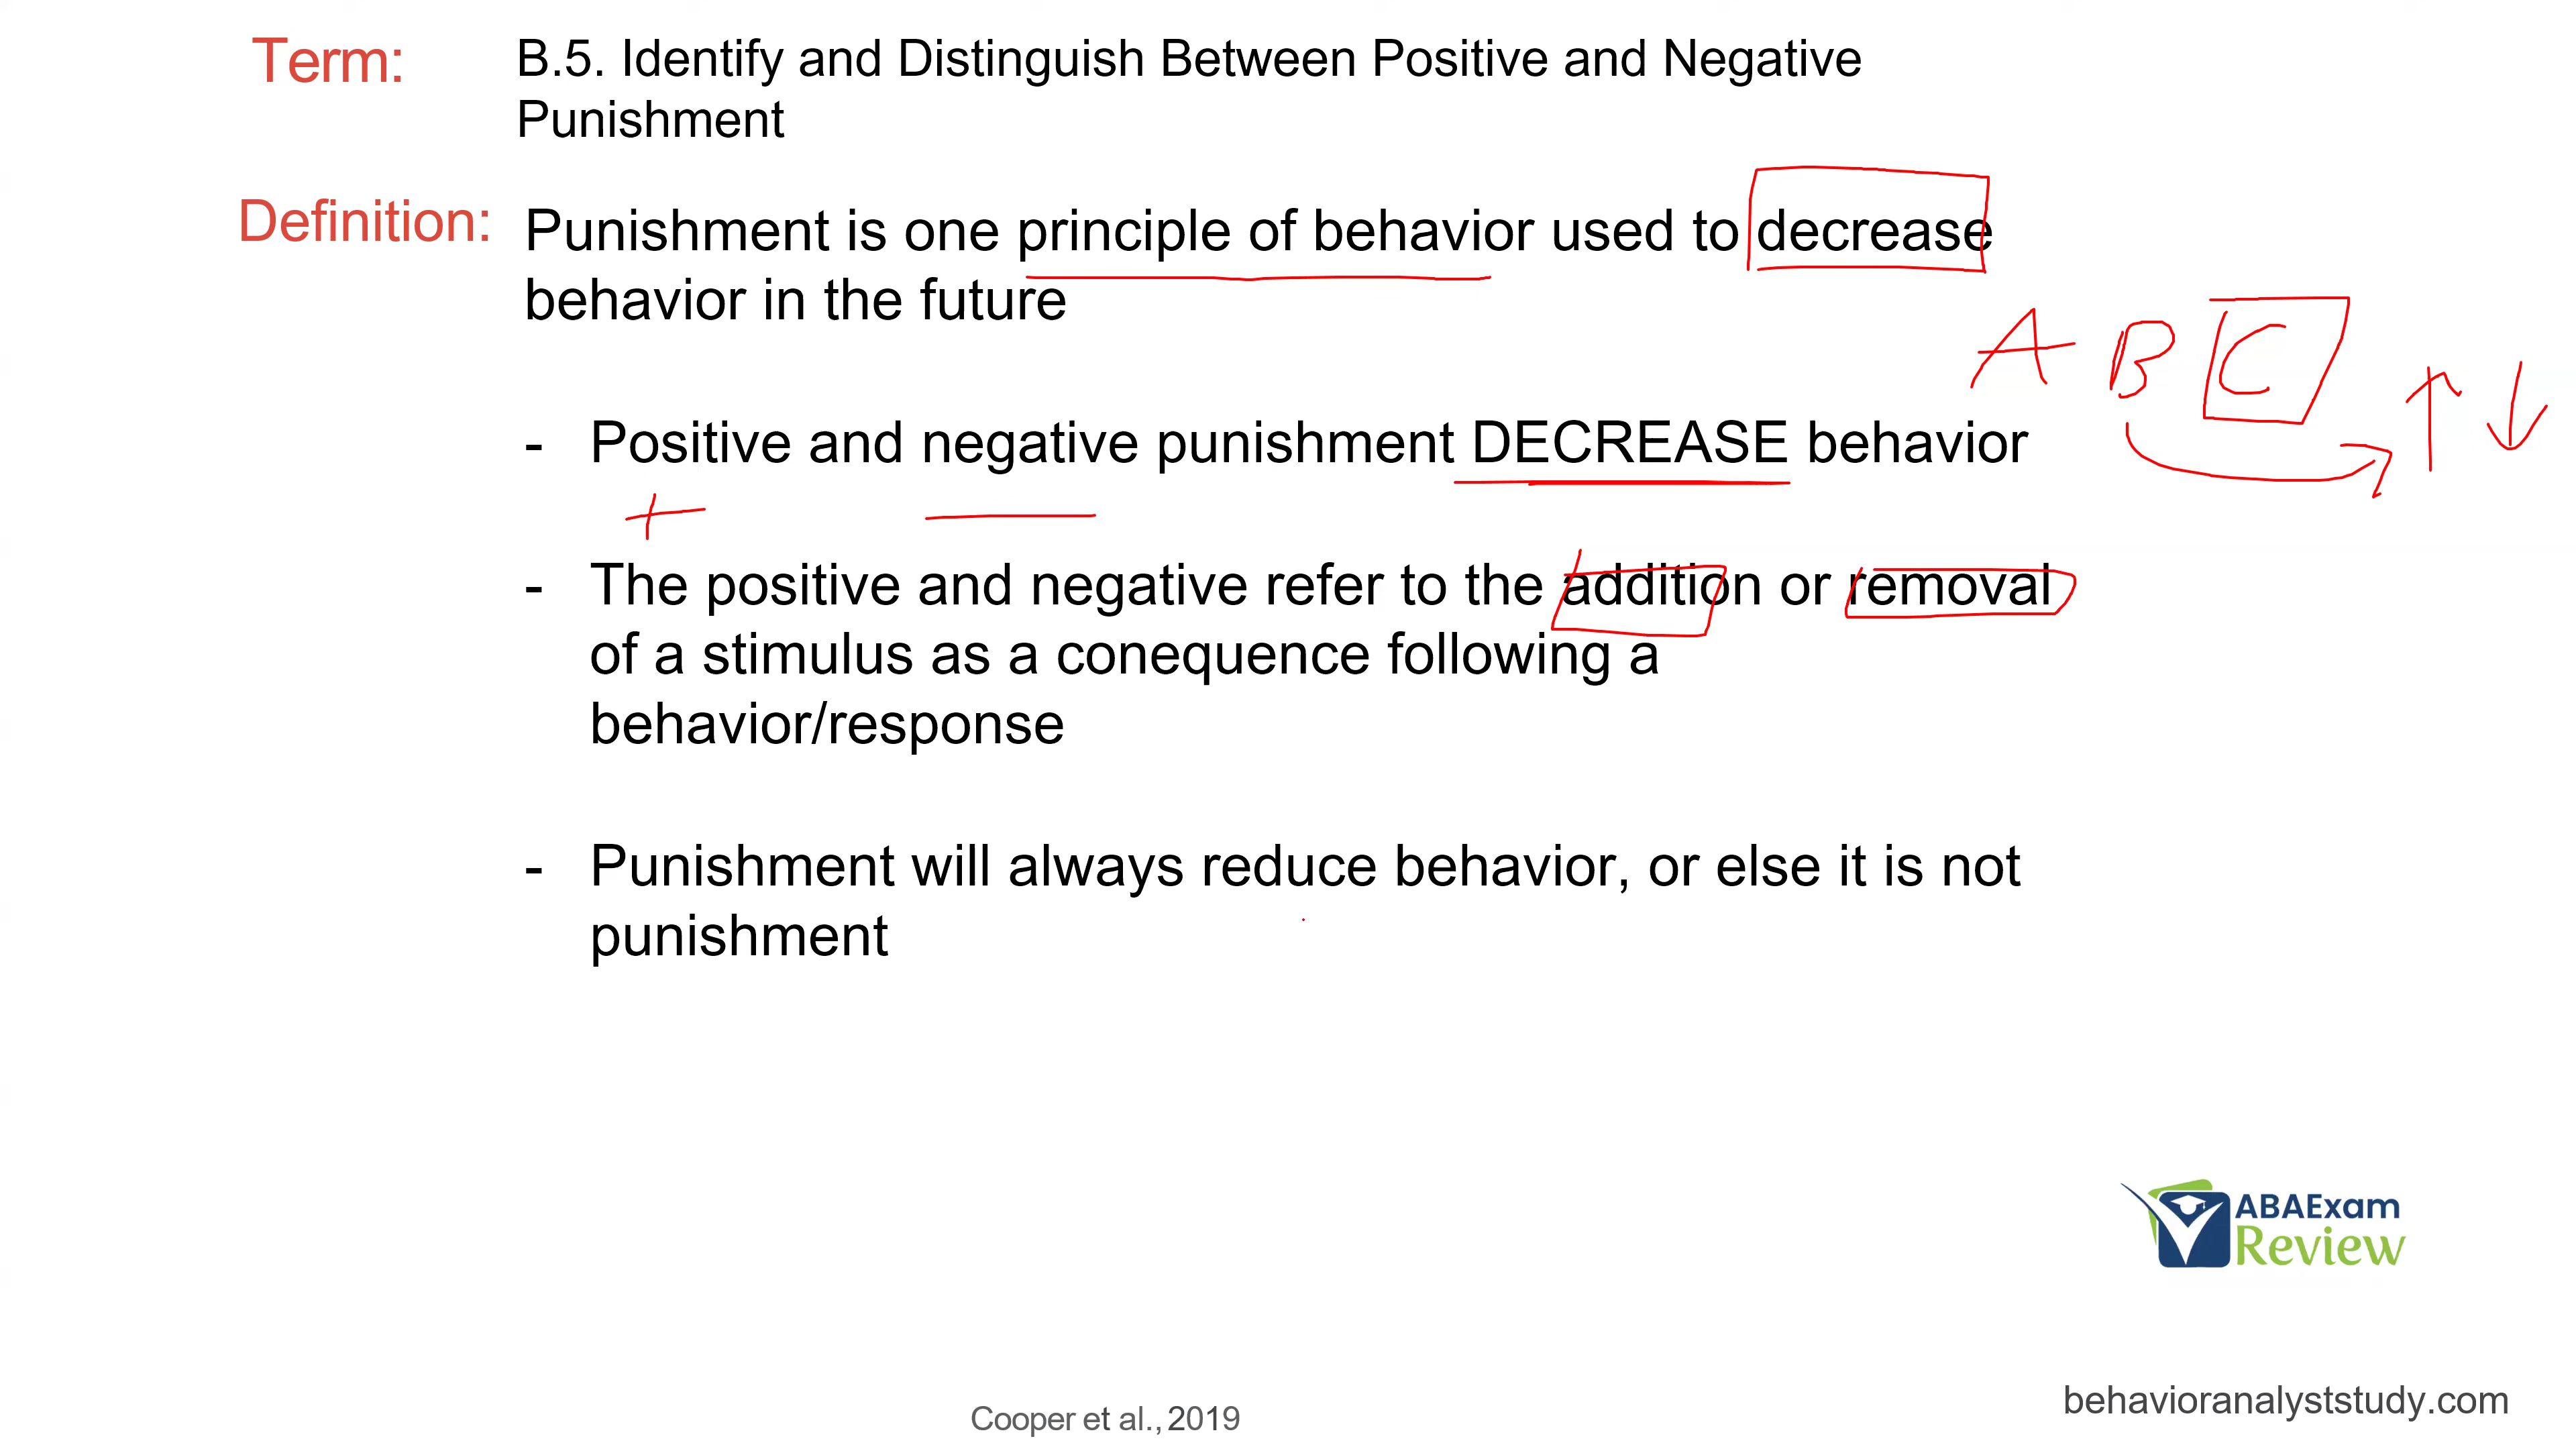 Term:
B.5. Identify and Distinguish Between Positive and Negative
Punishment
Definition:
Punishment is one principle of behavior used to decrease
behavior in the future
A B C ↑ ↓
- Positive and negative punishment DECREASE behavior
+ —
- The positive and negative refer to the addition or removal
of a stimulus as a conequence following a
behavior/response
- Punishment will always reduce behavior, or else it is not
punishment
ABAExam
Review
behavioranalyststudy.com
Cooper et al., 2019